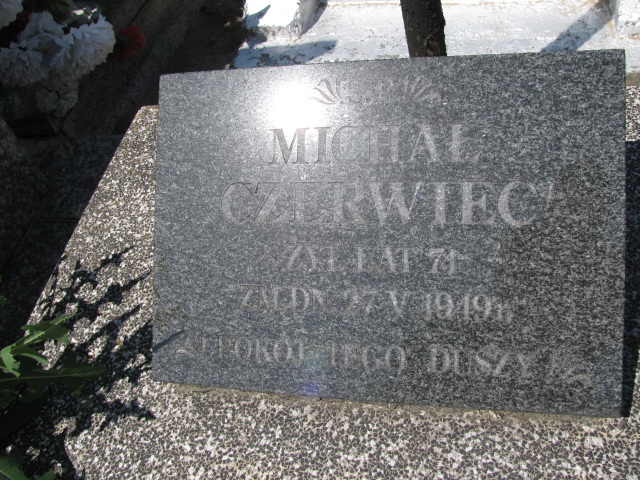 MICHAŁ
CZERWIEC
ŻYŁ LAT 71
ZM.DN. 27 V 1949 r.
POKÓJ JEGO DUSZY